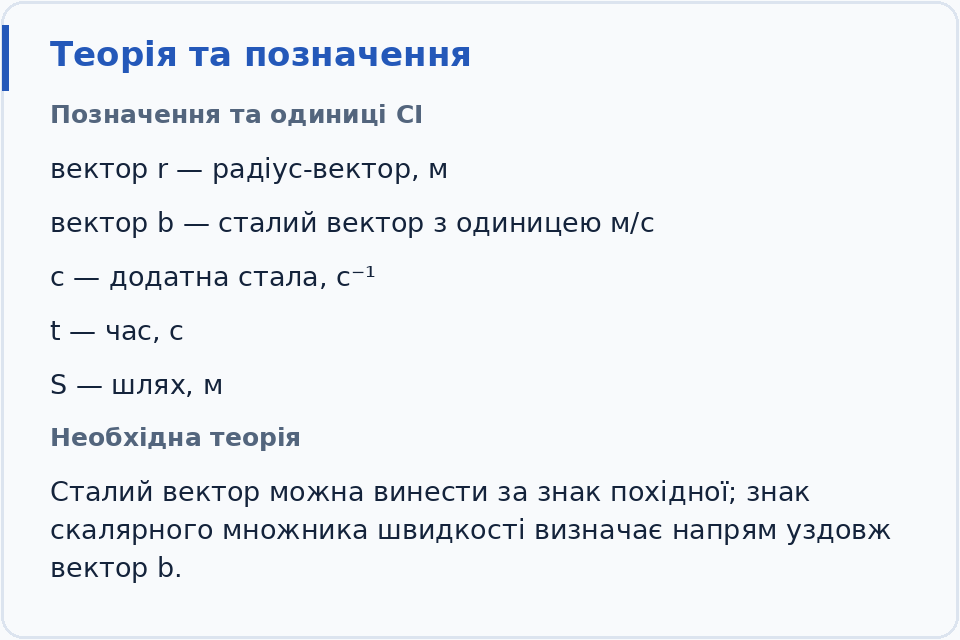 Теорія та позначення
Позначення та одиниці СІ
вектор r — радіус-вектор, м
вектор b — сталий вектор з одиницею м/с
c — додатна стала, с⁻¹
t — час, с
S — шлях, м
Необхідна теорія
Сталий вектор можна винести за знак похідної; знак
скалярного множника швидкості визначає напрям уздовж
вектор b.